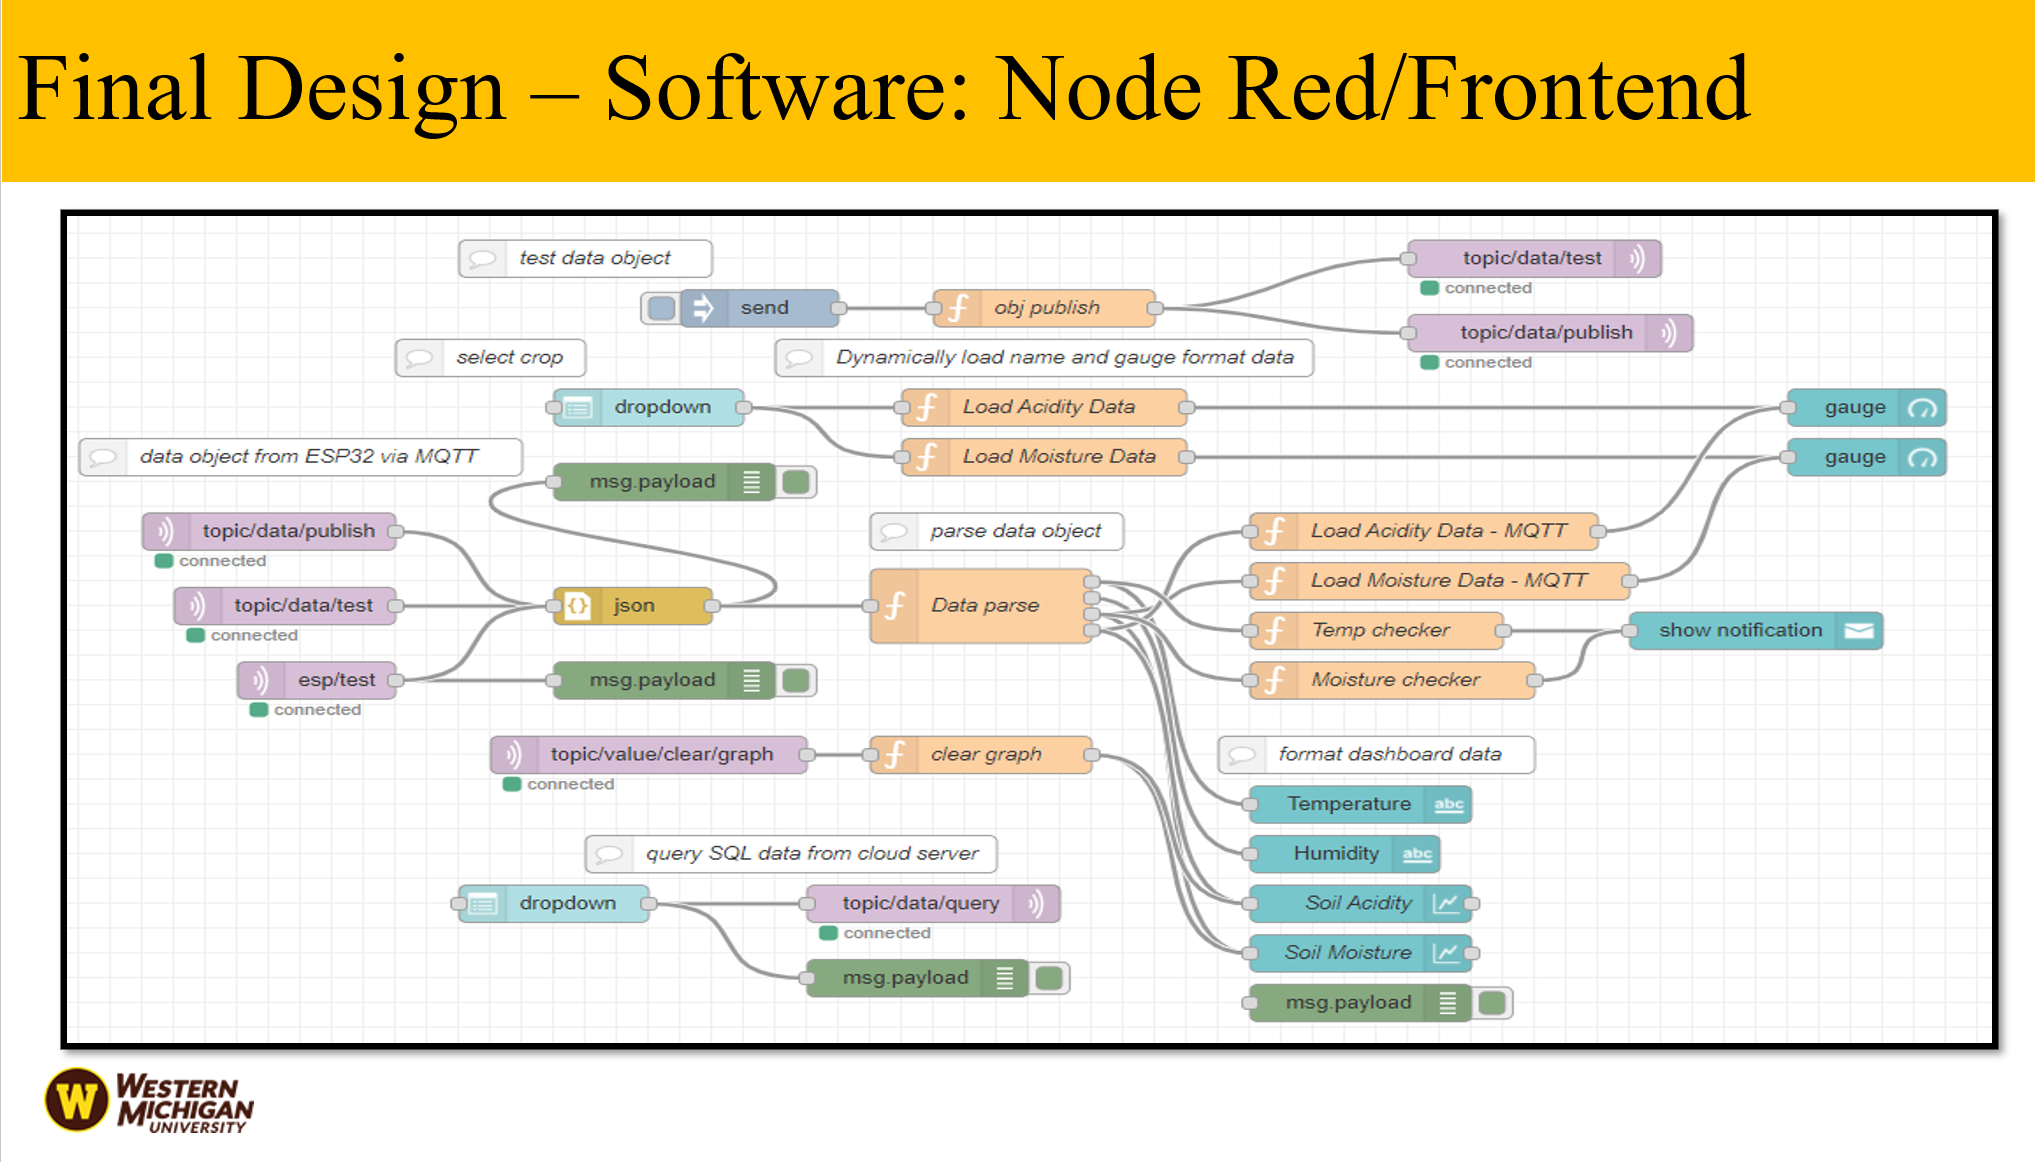 Final Design – Software: Node Red/Frontend
test data object
topic/data/test
connected
send
obj publish
topic/data/publish
connected
select crop
Dynamically load name and gauge format data
dropdown
Load Acidity Data
gauge
data object from ESP32 via MQTT
Load Moisture Data
gauge
msg.payload
topic/data/publish
connected
parse data object
Load Acidity Data - MQTT
Load Moisture Data - MQTT
topic/data/test
connected
json
Data parse
Temp checker
show notification
esp/test
connected
msg.payload
Moisture checker
topic/value/clear/graph
connected
clear graph
format dashboard data
Temperature
abc
query SQL data from cloud server
Humidity
abc
dropdown
topic/data/query
connected
Soil Acidity
Soil Moisture
msg.payload
msg.payload
W
WESTERN
MICHIGAN
UNIVERSITY